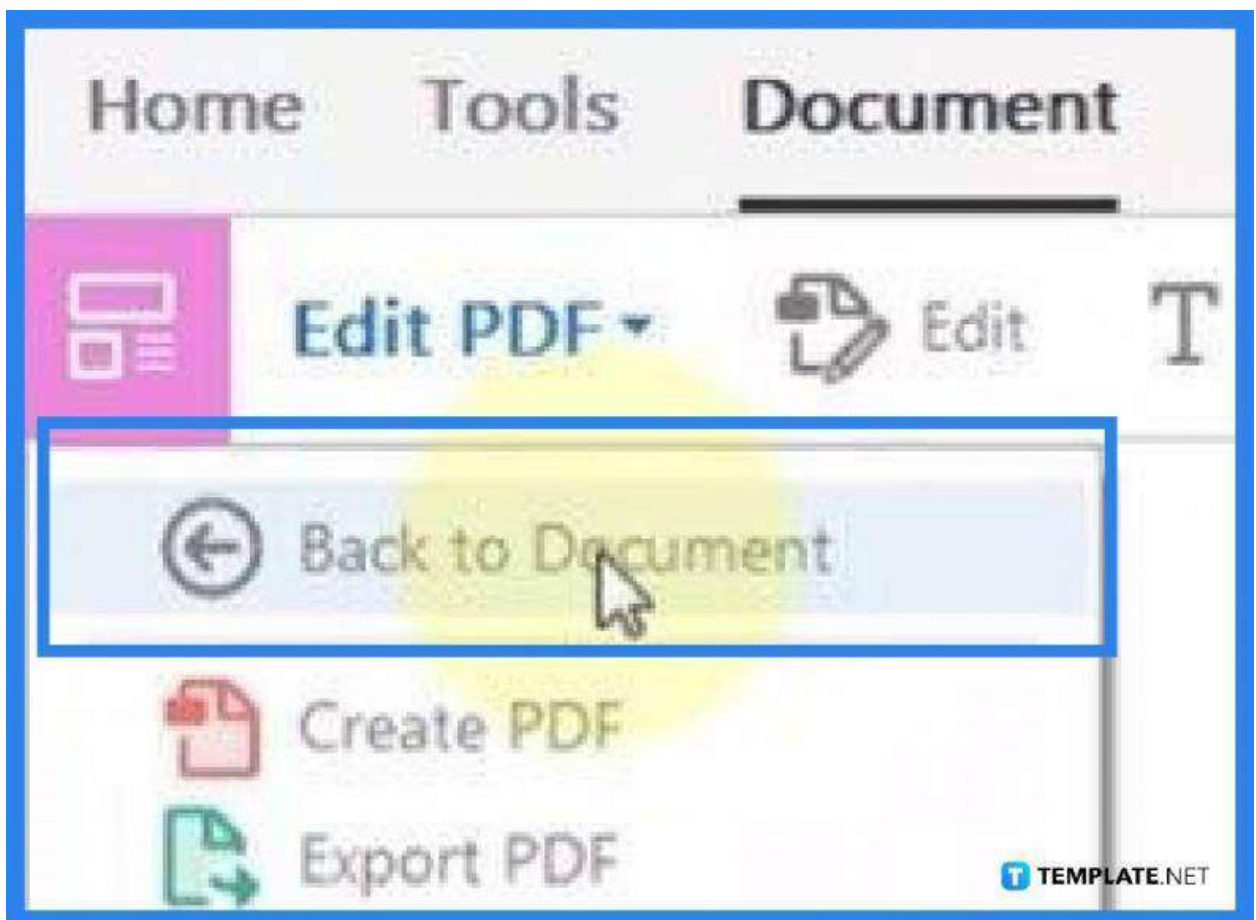 Home Tools Document
Edit PDF Edit T
Back to Document
Create PDF
Export PDF
T TEMPLATE.NET